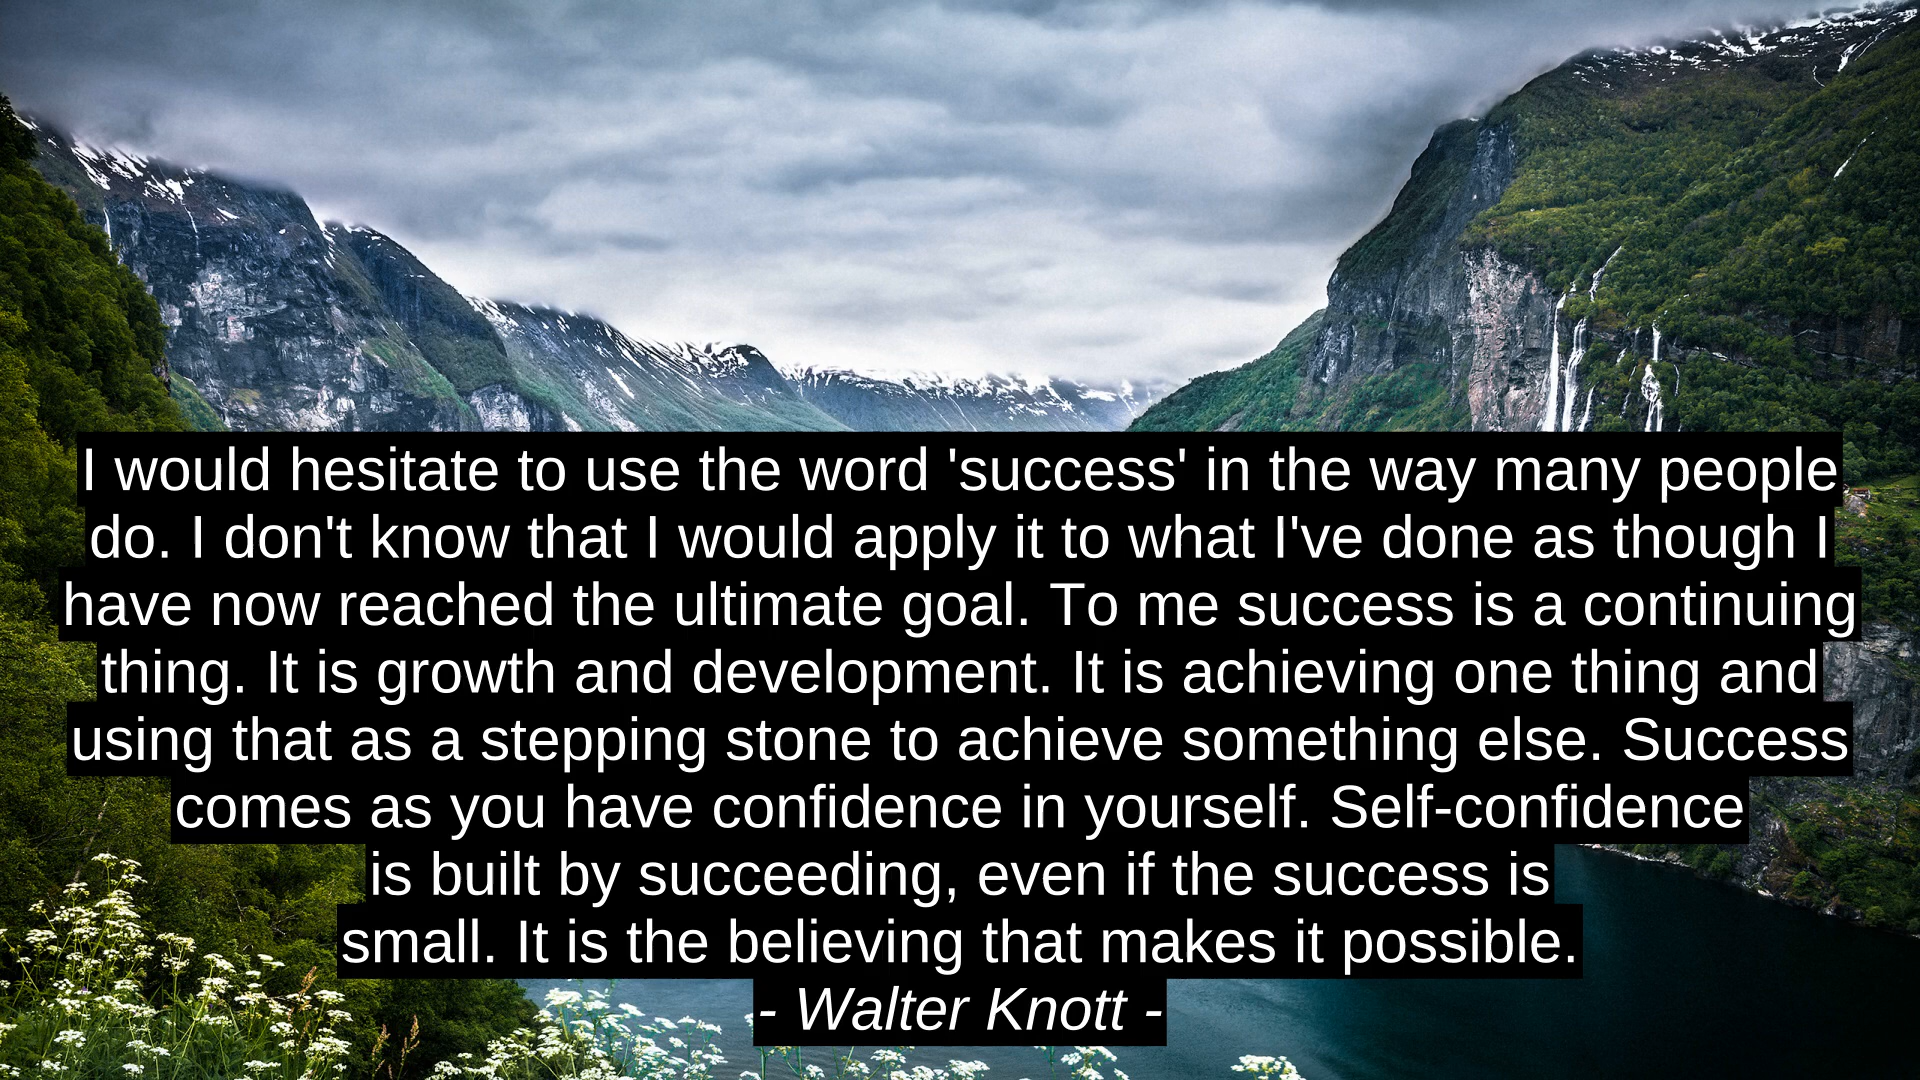 I would hesitate to use the word 'success' in the way many people
do. I don't know that I would apply it to what I've done as though I
have now reached the ultimate goal. To me success is a continuing
thing. It is growth and development. It is achieving one thing and
using that as a stepping stone to achieve something else. Success
comes as you have confidence in yourself. Self-confidence
is built by succeeding, even if the success is
small. It is the believing that makes it possible.
- Walter Knott -